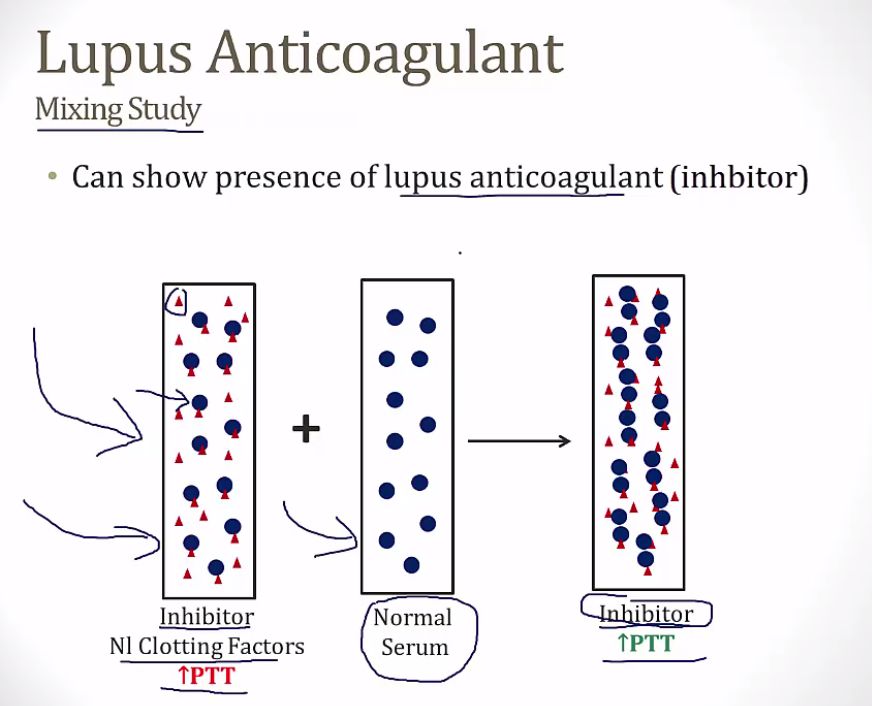 Lupus Anticoagulant
Mixing Study
• Can show presence of lupus anticoagulant (inhbitor)
+
Inhibitor
Nl Clotting Factors
↑PTT
Normal
Serum
Inhibitor
↑PTT